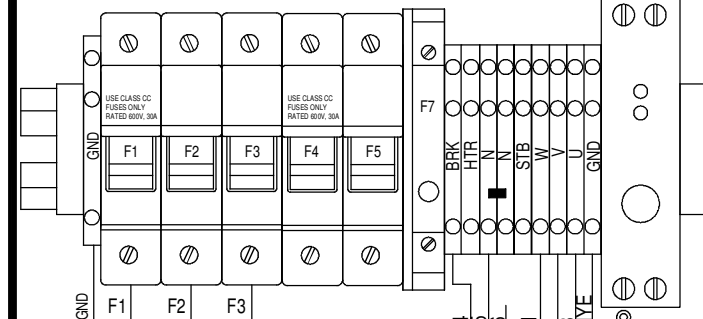 USE CLASS CC
FUSES ONLY
RATED 600V, 30A
USE CLASS CC
FUSES ONLY
RATED 600V, 30A
F7
GND
F1
F2
F3
F4
F5
BRK
HTR
N
N
STB
W
V
U
GND
GND
F1
F2
F3
YE